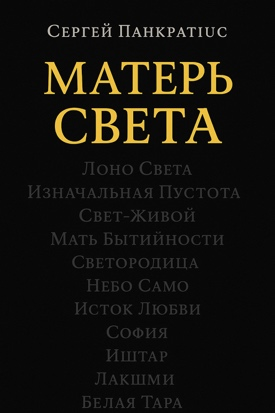 Сергей Панкратiус
МАТЕРЬ
СВЕТА
Лоно Света
Изначальная Пустота
Свет-Живой
Мать Бытийности
Светородица
Небо Само
Исток Любви
София
Иштар
Лакшми
Белая Тара